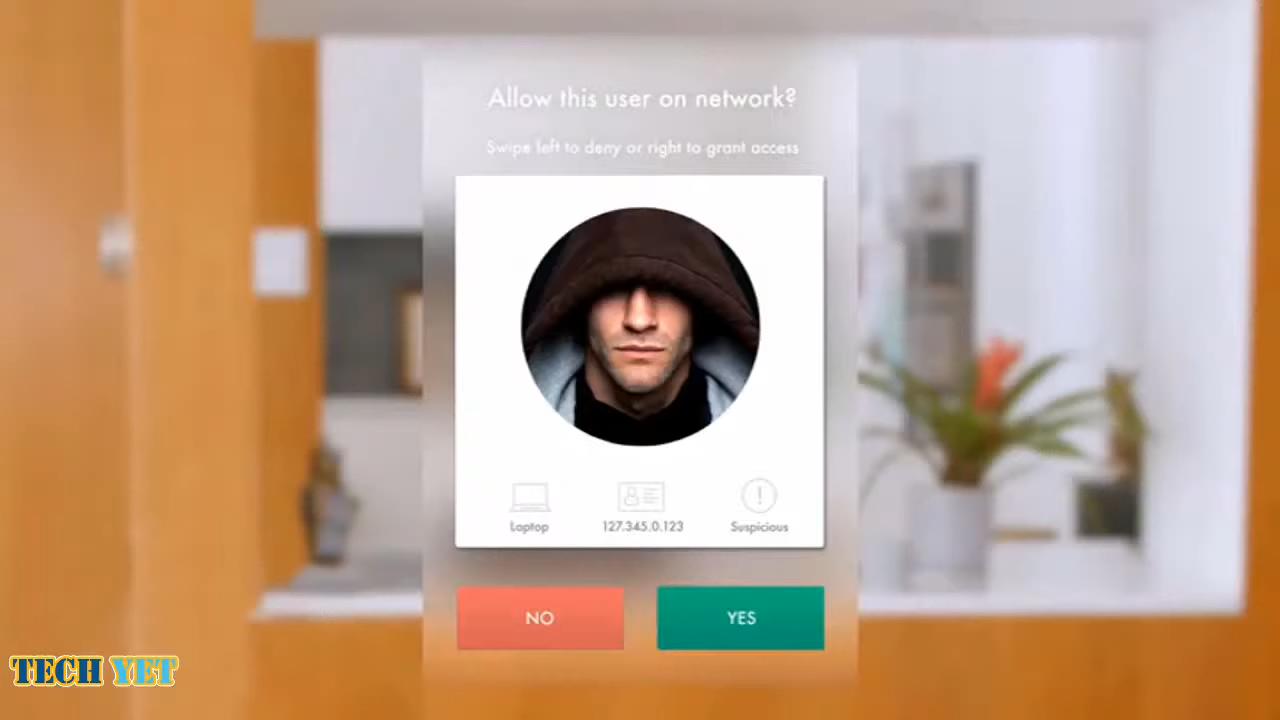 Allow this user on network?
Swipe left to deny or right to grant access
Laptop
127.345.0.123
Suspicious
NO
YES
TECH YET